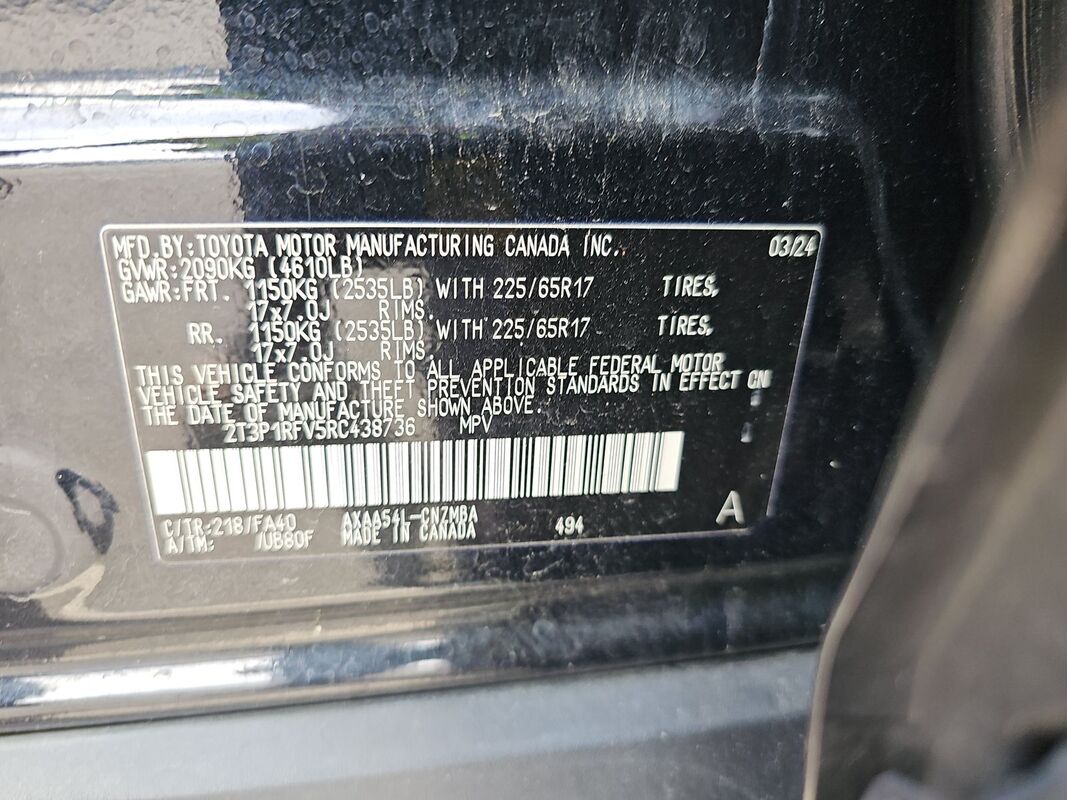 MFD.BY:TOYOTA MOTOR MANUFACTURING CANADA INC. 03/24
GVWR:2090KG (4610LB)
GAWR:FRT. 1150KG (2535LB) WITH 225/65R17 TIRES,
17x7.0J RIMS.
RR. 1150KG (2535LB) WITH 225/65R17 TIRES,
17x7.0J RIMS.
THIS VEHICLE CONFORMS TO ALL APPLICABLE FEDERAL MOTOR
VEHICLE SAFETY AND THEFT PREVENTION STANDARDS IN EFFECT ON
THE DATE OF MANUFACTURE SHOWN ABOVE.
2T3P1RFV5RC438736 MPV
C/TR:218/FA40 AXAA54L-CNZMBA 494 A
A/TM: /UB80F MADE IN CANADA